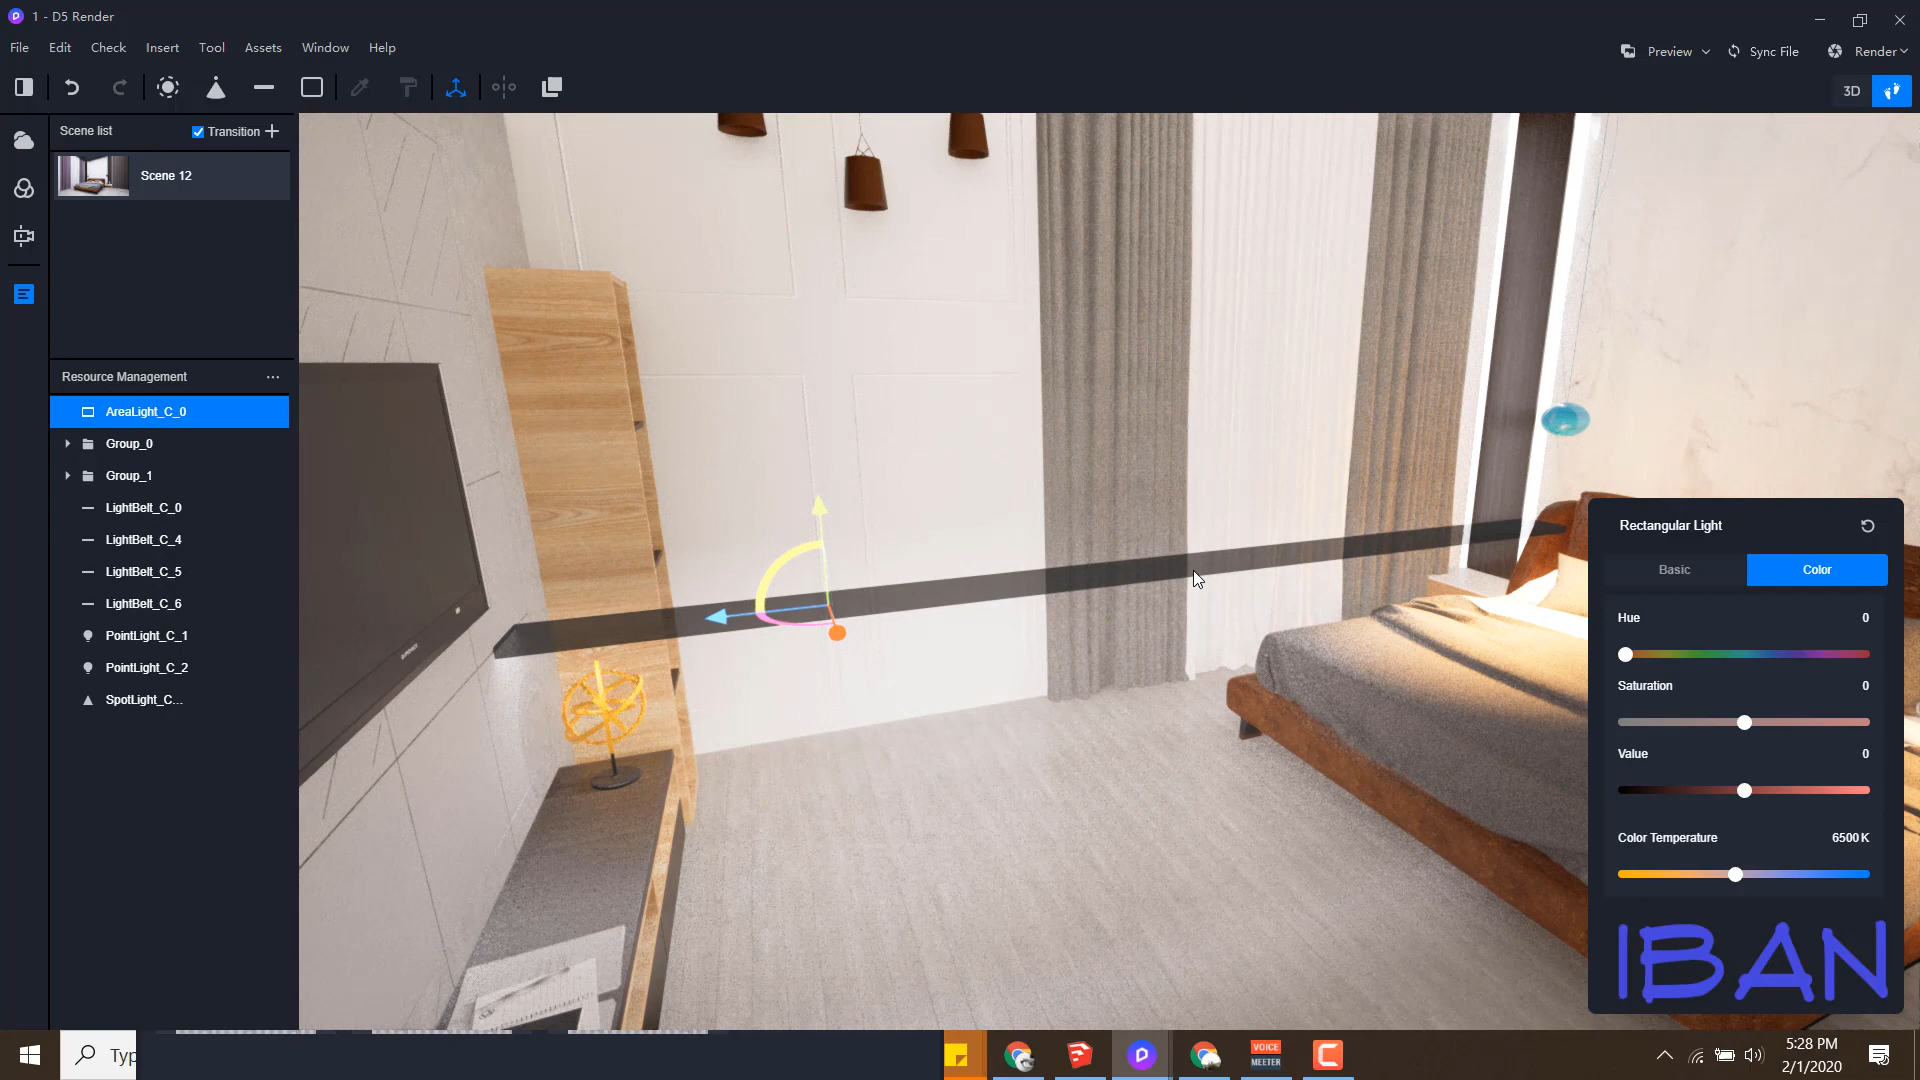 1 - D5 Render
File Edit Check Insert Tool Assets Window Help
Preview Sync File Render
3D
Scene list Transition
Scene 12
Resource Management
AreaLight_C_0
Group_0
Group_1
LightBelt_C_0
LightBelt_C_4
LightBelt_C_5
LightBelt_C_6
PointLight_C_1
PointLight_C_2
SpotLight_C...
Rectangular Light
Basic Color
Hue 0
Saturation 0
Value 0
Color Temperature 6500 K
IBAN
Typ
VOICE
MEETER
5:28 PM
2/1/2020